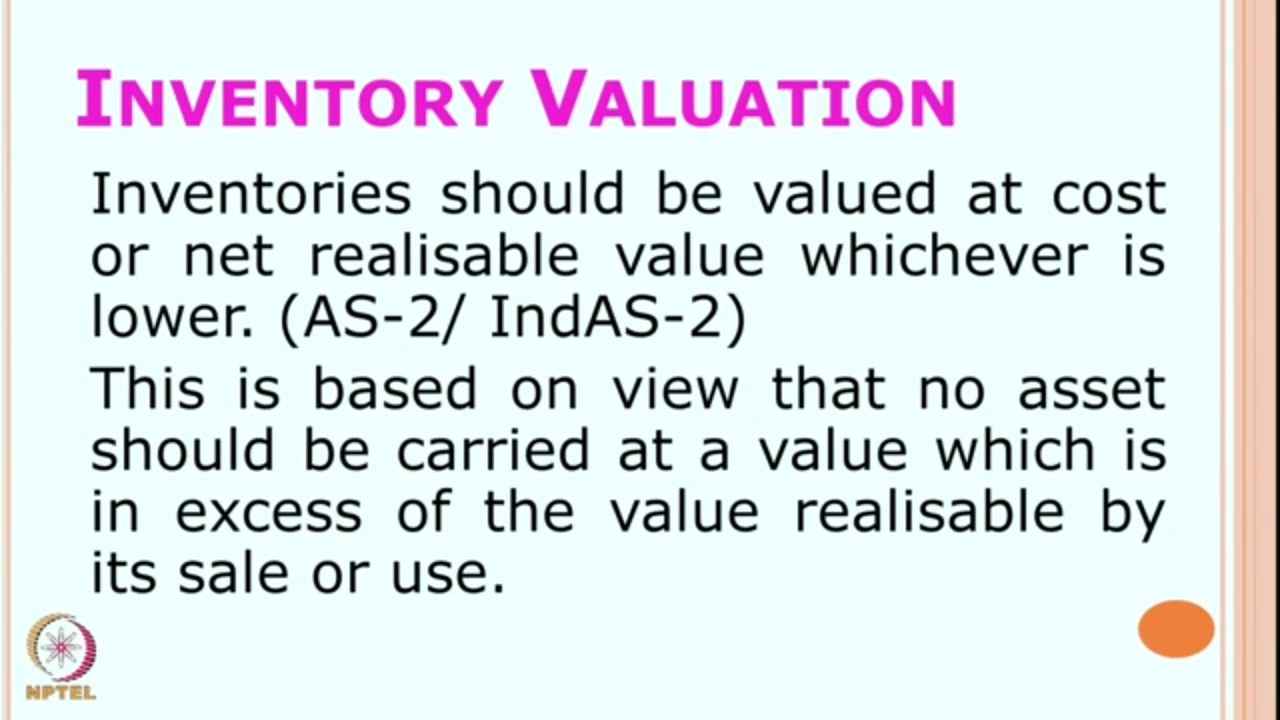 INVENTORY VALUATION
Inventories should be valued at cost
or net realisable value whichever is
lower. (AS-2/ IndAS-2)
This is based on view that no asset
should be carried at a value which is
in excess of the value realisable by
its sale or use.
NPTEL